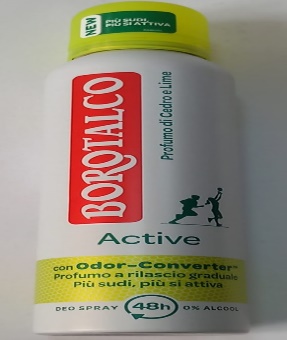 NEW
PIÙ SUDI,
PIÙ SI ATTIVA
BOROTALCO
Profumo di Cedro e Lime
Active
con Odor-Converter
Profumo a rilascio graduale
Più sudi, più si attiva
DEO SPRAY 48h 0% ALCOOL